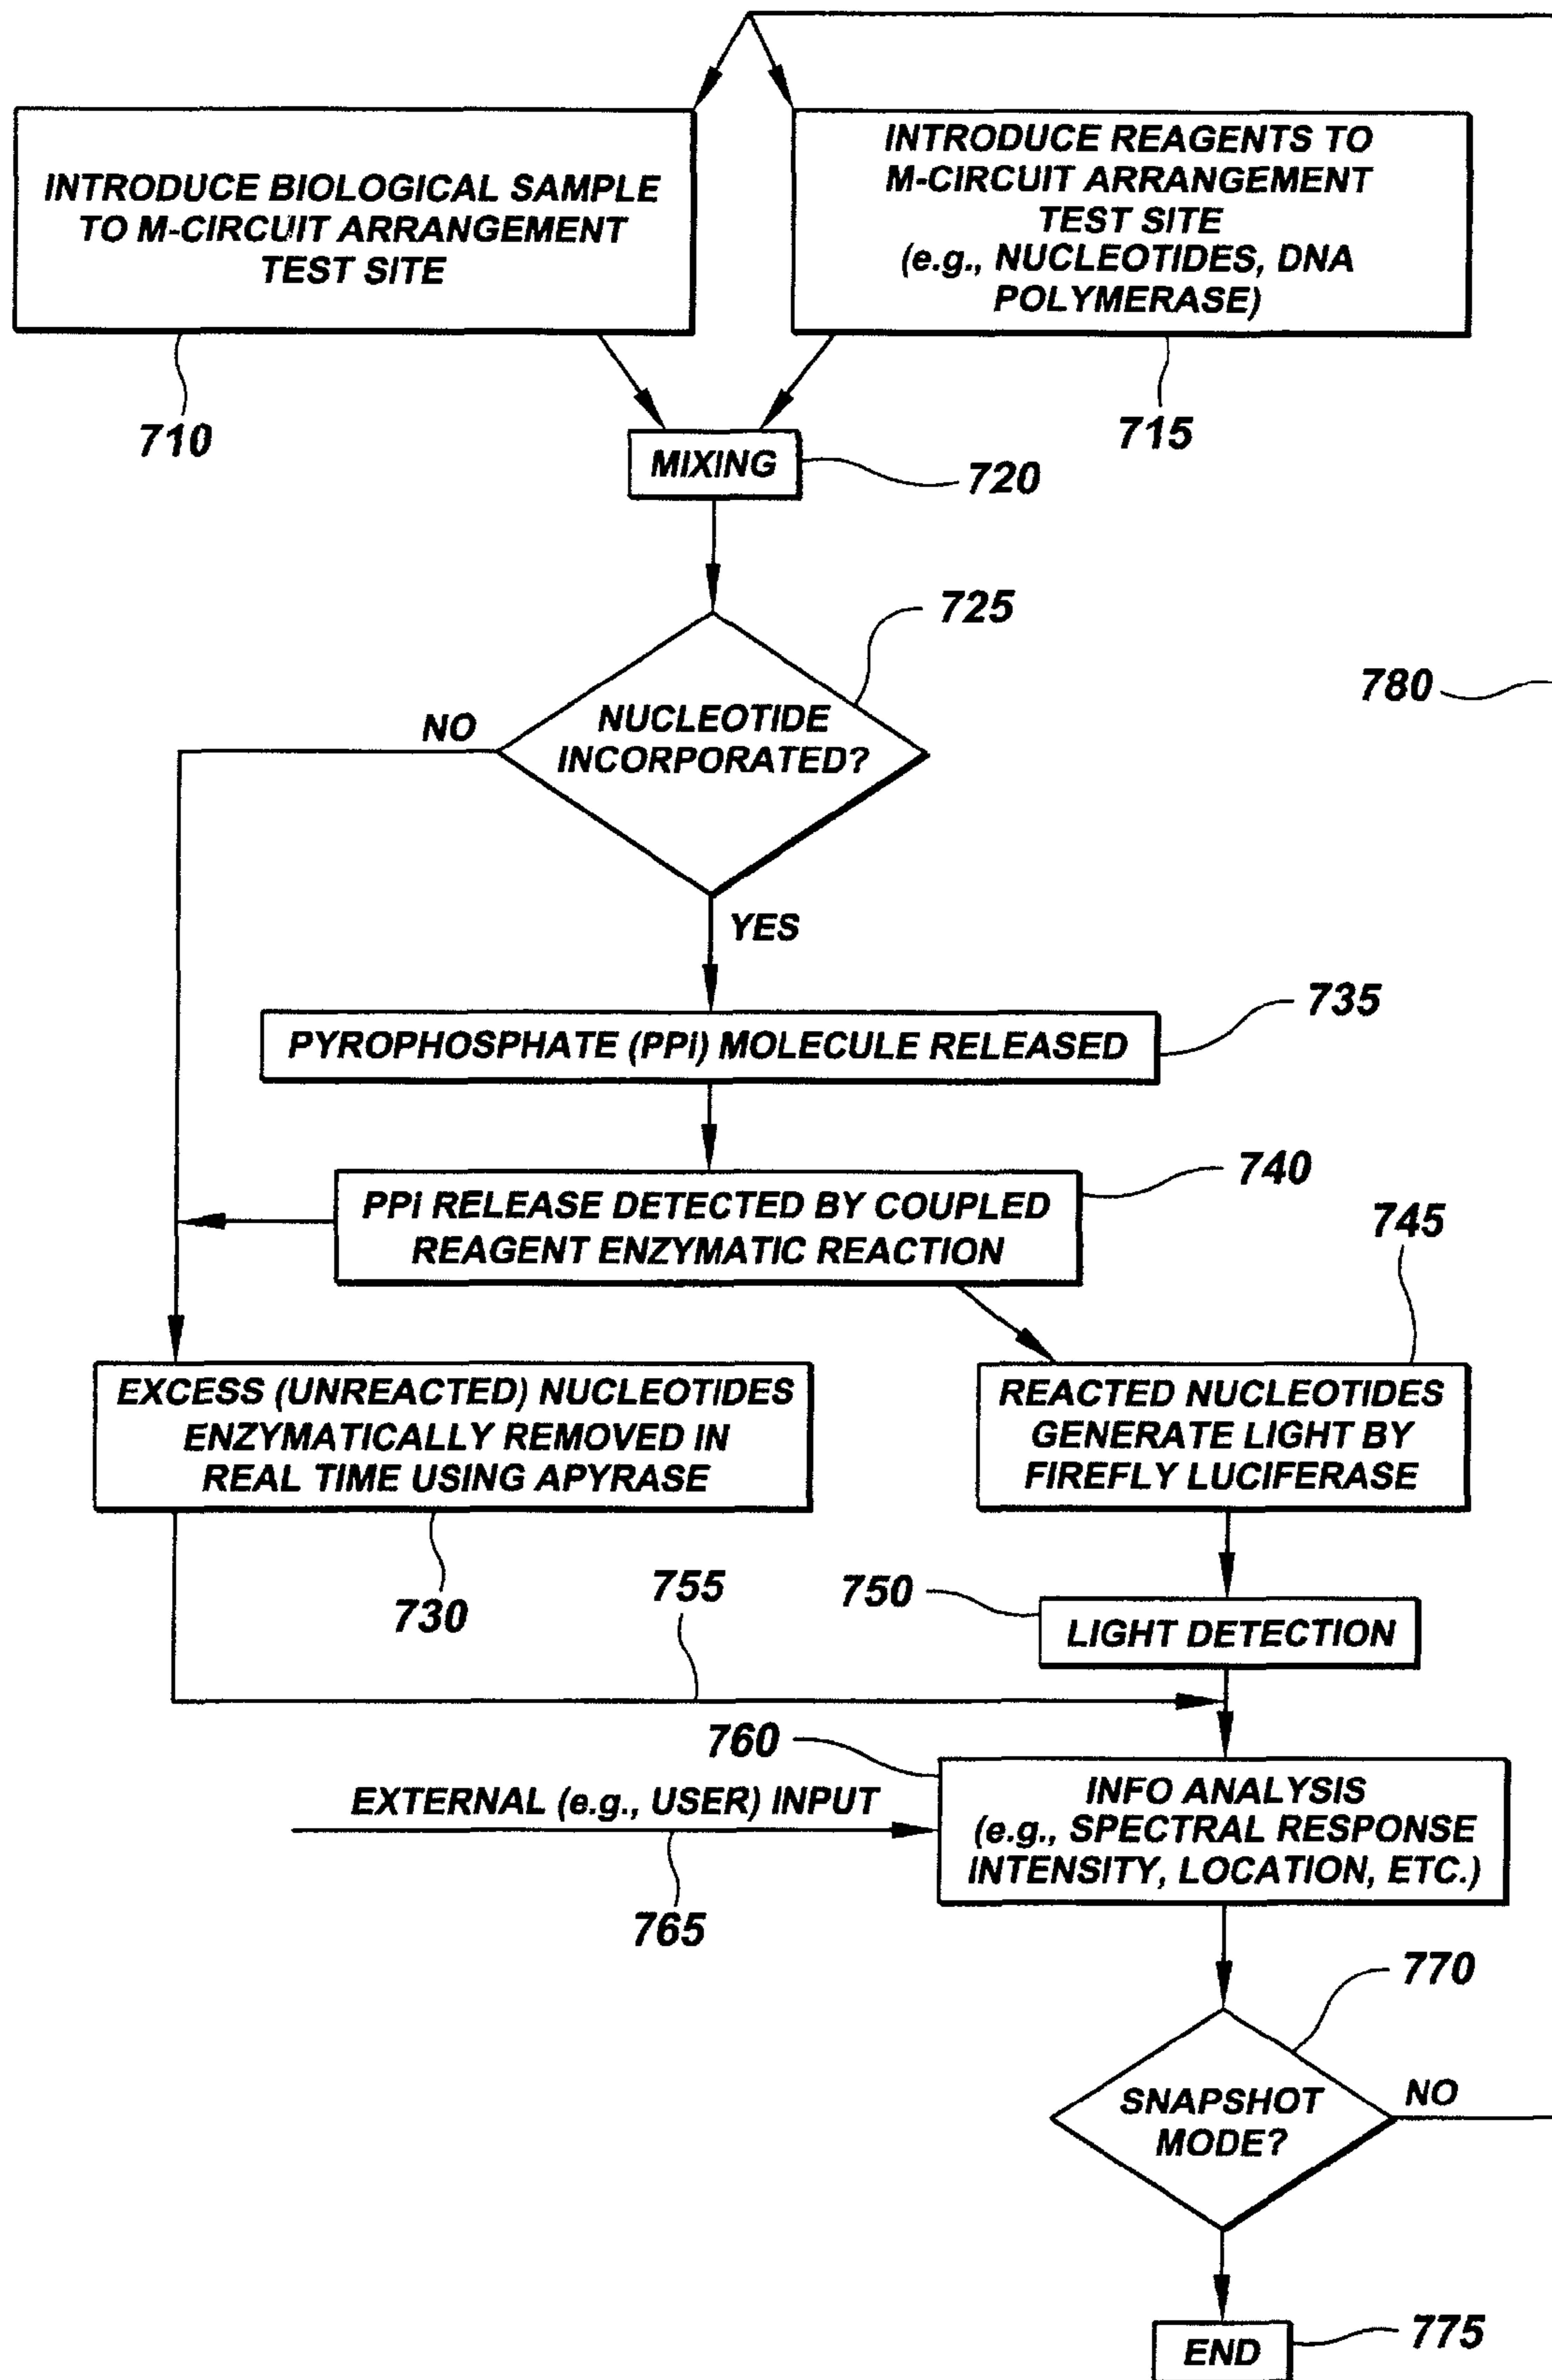 INTRODUCE BIOLOGICAL SAMPLE
TO M-CIRCUIT ARRANGEMENT
TEST SITE
INTRODUCE REAGENTS TO
M-CIRCUIT ARRANGEMENT
TEST SITE
(e.g., NUCLEOTIDES, DNA
POLYMERASE)
710
715
MIXING
720
725
780
NO
NUCLEOTIDE
INCORPORATED?
YES
735
PYROPHOSPHATE (PPi) MOLECULE RELEASED
740
PPi RELEASE DETECTED BY COUPLED
REAGENT ENZYMATIC REACTION
745
EXCESS (UNREACTED) NUCLEOTIDES
ENZYMATICALLY REMOVED IN
REAL TIME USING APYRASE
REACTED NUCLEOTIDES
GENERATE LIGHT BY
FIREFLY LUCIFERASE
730
755
750
LIGHT DETECTION
760
EXTERNAL (e.g., USER) INPUT
765
INFO ANALYSIS
(e.g., SPECTRAL RESPONSE
INTENSITY, LOCATION, ETC.)
770
SNAPSHOT
MODE?
NO
END
775